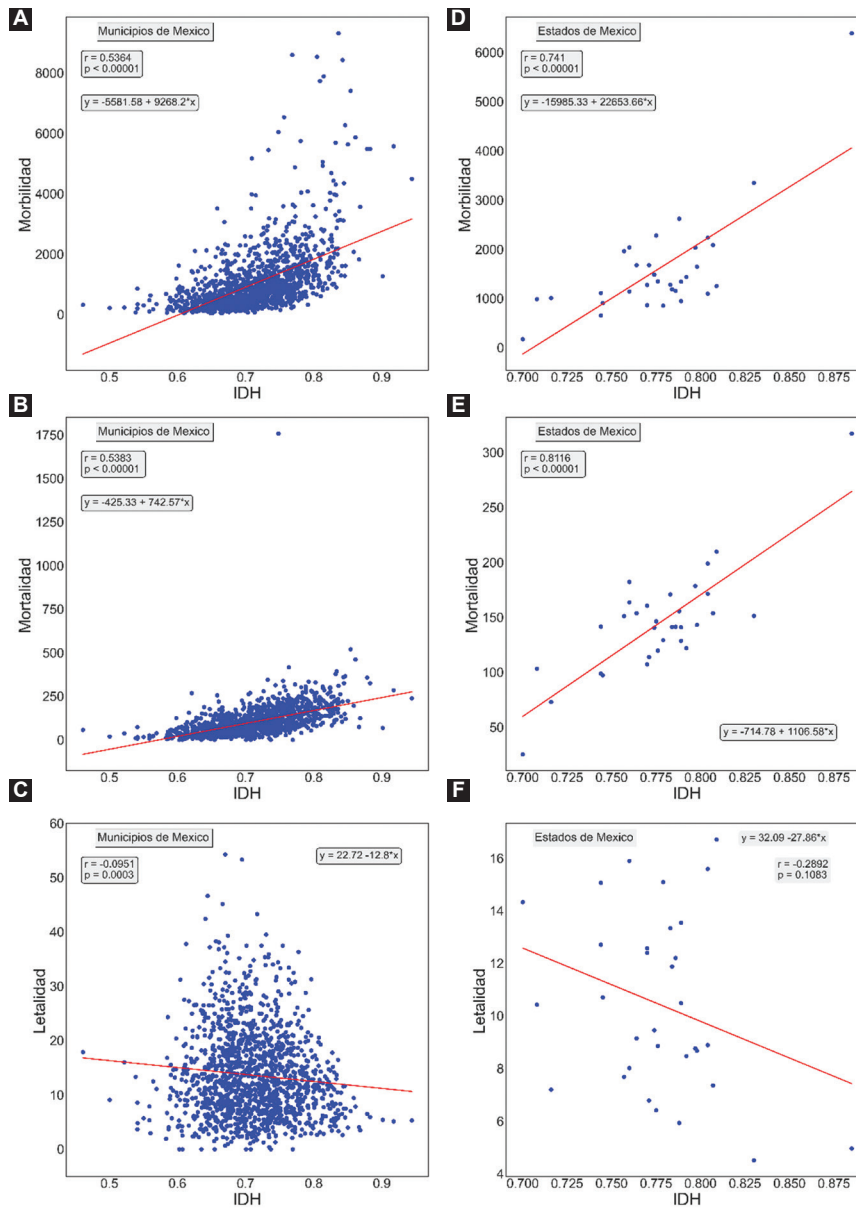 A
Municipios de Mexico
r = 0.5364
p < 0.00001
y = -5581.58 + 9268.2*x
Morbilidad
8000
6000
4000
2000
0
0.5 0.6 0.7 0.8 0.9
IDH
B
Municipios de Mexico
r = 0.5383
p < 0.00001
y = -425.33 + 742.57*x
Mortalidad
1750
1500
1250
1000
750
500
250
0
0.5 0.6 0.7 0.8 0.9
IDH
C
Municipios de Mexico
r = -0.0951
p = 0.0003
y = 22.72 -12.8*x
Letalidad
60
50
40
30
20
10
0
0.5 0.6 0.7 0.8 0.9
IDH
D
Estados de Mexico
r = 0.741
p < 0.00001
y = -15985.33 + 22653.66*x
Morbilidad
6000
5000
4000
3000
2000
1000
0
0.700 0.725 0.750 0.775 0.800 0.825 0.850 0.875
IDH
E
Estados de Mexico
r = 0.8116
p < 0.00001
y = -714.78 + 1106.58*x
Mortalidad
300
250
200
150
100
50
0.700 0.725 0.750 0.775 0.800 0.825 0.850 0.875
IDH
F
Estados de Mexico
y = 32.09 -27.86*x
r = -0.2892
p = 0.1083
Letalidad
16
14
12
10
8
6
4
0.700 0.725 0.750 0.775 0.800 0.825 0.850 0.875
IDH